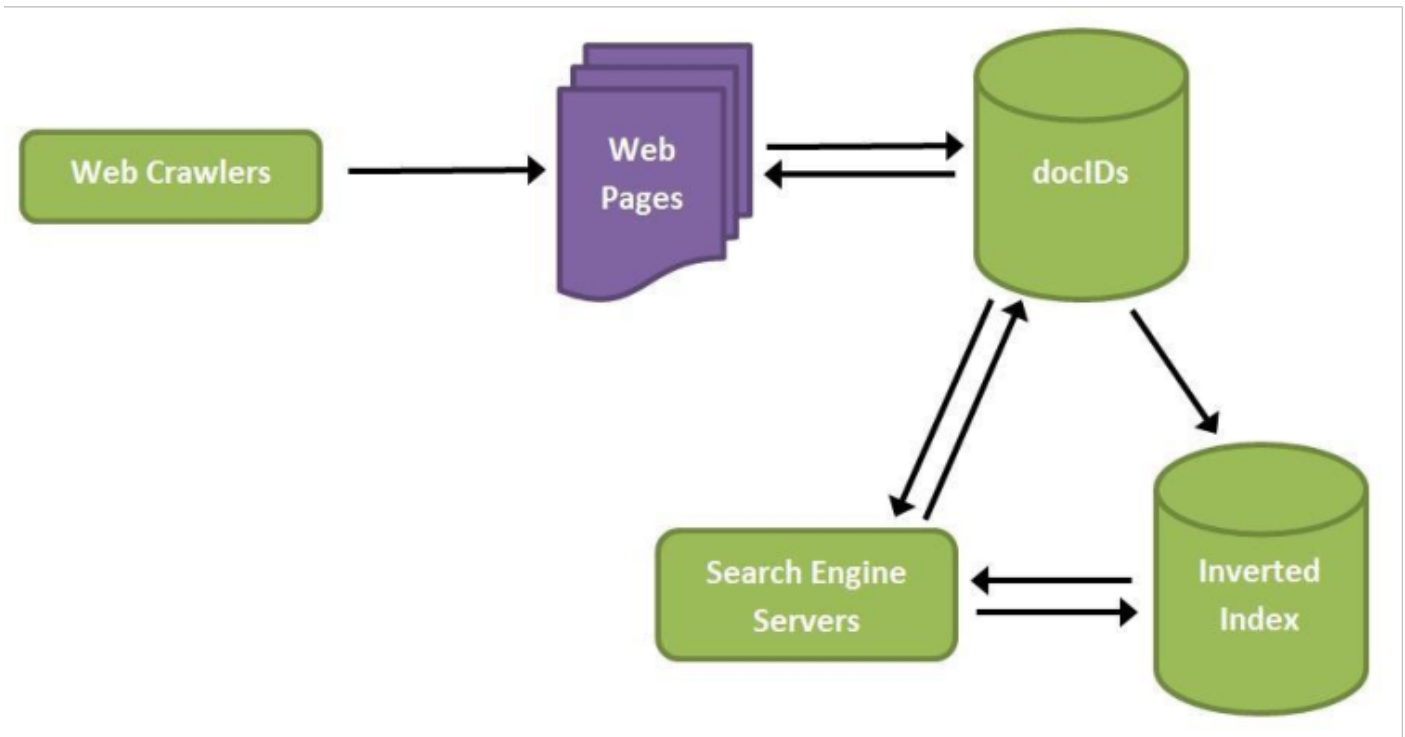 Web Crawlers
Web
Pages
docIDs
Search Engine
Servers
Inverted
Index